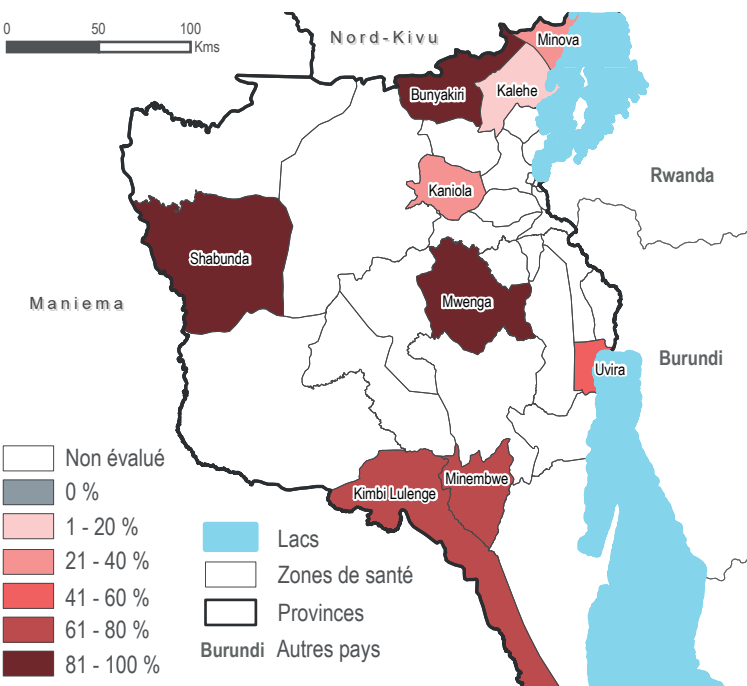 0 50 100
Kms
Nord-Kivu
Minova
Bunyakiri
Kalehe
Rwanda
Kaniola
Shabunda
Maniema
Mwenga
Burundi
Uvira
Kimbi Lulenge
Minembwe
Non évalué
0 %
1 - 20 %
21 - 40 %
41 - 60 %
61 - 80 %
81 - 100 %
Lacs
Zones de santé
Provinces
Burundi Autres pays